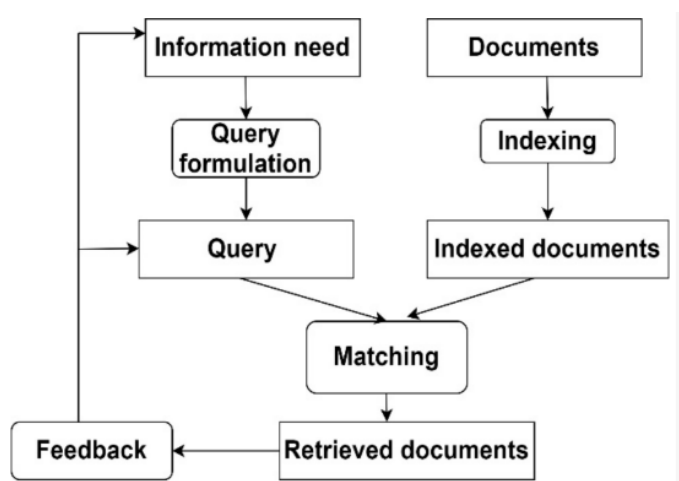 Information need
Documents
Query
formulation
Indexing
Query
Indexed documents
Matching
Feedback
Retrieved documents